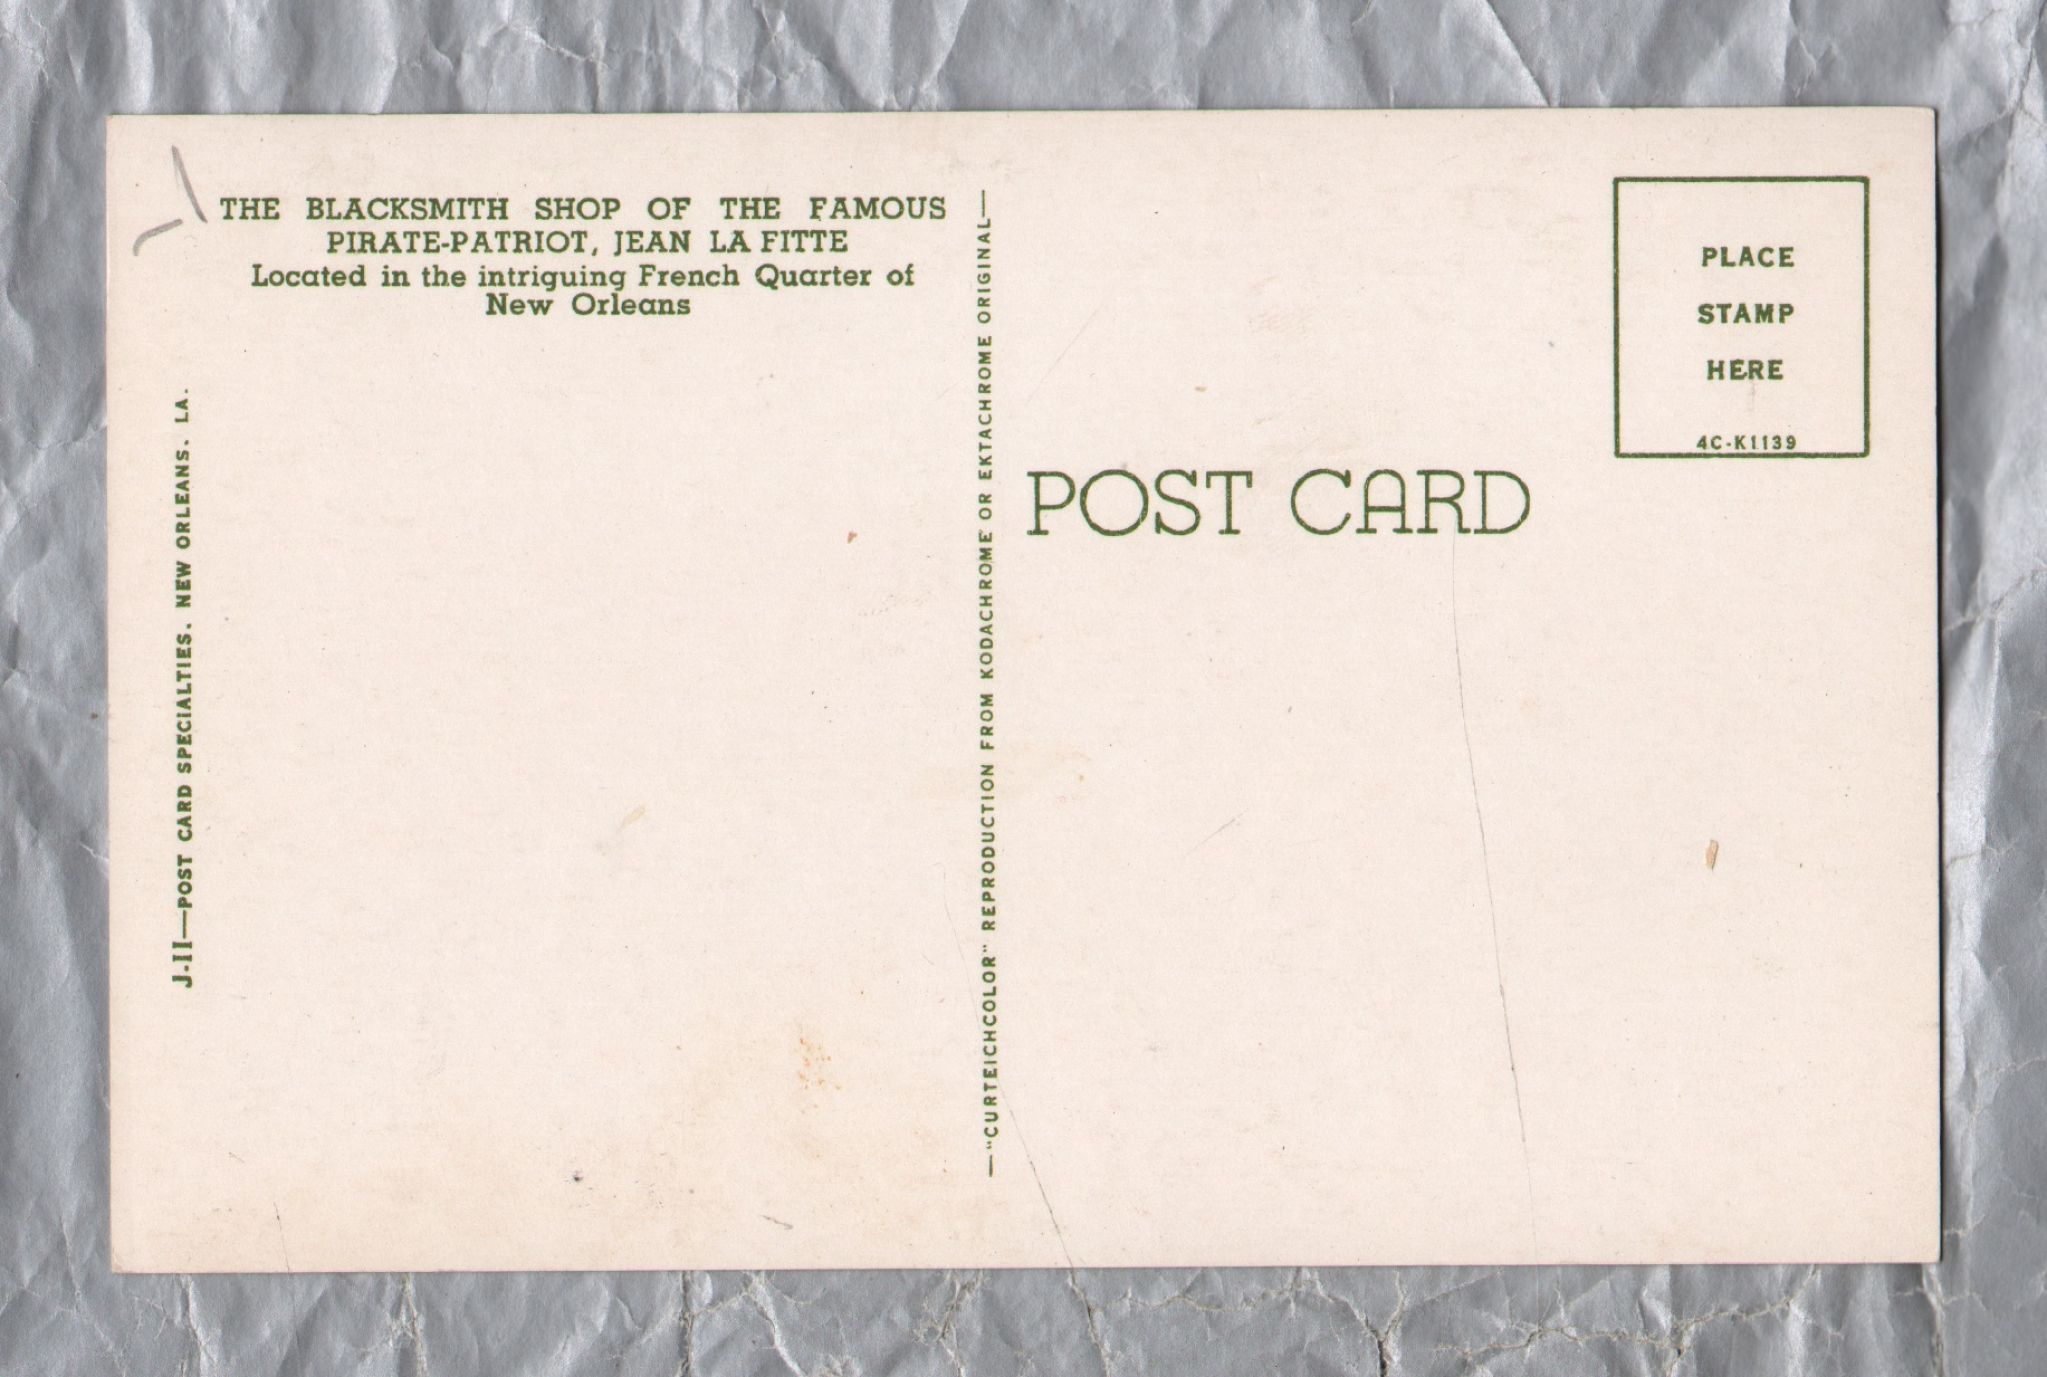 THE BLACKSMITH SHOP OF THE FAMOUS
PIRATE-PATRIOT, JEAN LA FITTE
Located in the intriguing French Quarter of
New Orleans
J-11—POST CARD SPECIALTIES. NEW ORLEANS. LA.
—"CURTEICHCOLOR" REPRODUCTION FROM KODACHROME OR EKTACHROME ORIGINAL—
POST CARD
PLACE
STAMP
HERE
4C-K1139